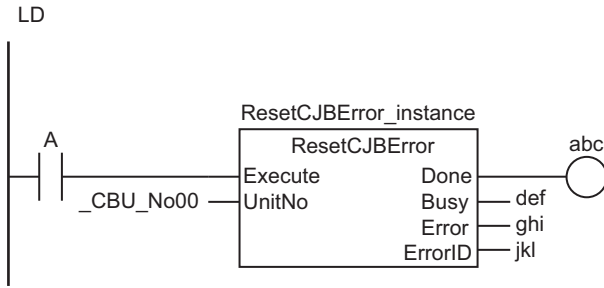 LD
ResetCJBError_instance
A
ResetCJBError
abc
Execute
Done
_CBU_No00
UnitNo
Busy
def
Error
ghi
ErrorID
jkl